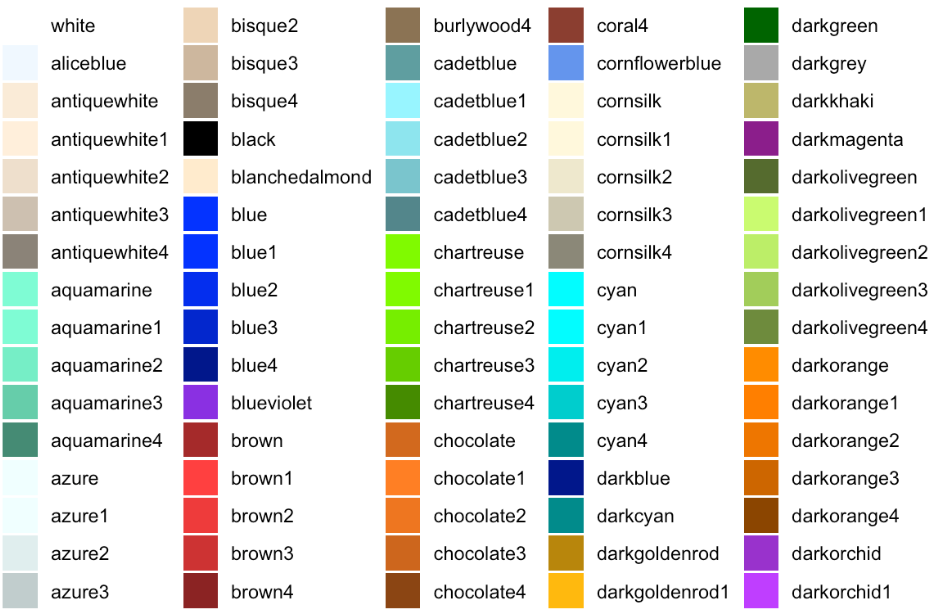 white
aliceblue
antiquewhite
antiquewhite1
antiquewhite2
antiquewhite3
antiquewhite4
aquamarine
aquamarine1
aquamarine2
aquamarine3
aquamarine4
azure
azure1
azure2
azure3
bisque2
bisque3
bisque4
black
blanchedalmond
blue
blue1
blue2
blue3
blue4
blueviolet
brown
brown1
brown2
brown3
brown4
burlywood4
cadetblue
cadetblue1
cadetblue2
cadetblue3
cadetblue4
chartreuse
chartreuse1
chartreuse2
chartreuse3
chartreuse4
chocolate
chocolate1
chocolate2
chocolate3
chocolate4
coral4
cornflowerblue
cornsilk
cornsilk1
cornsilk2
cornsilk3
cornsilk4
cyan
cyan1
cyan2
cyan3
cyan4
darkblue
darkcyan
darkgoldenrod
darkgoldenrod1
darkgreen
darkgrey
darkkhaki
darkmagenta
darkolivegreen
darkolivegreen1
darkolivegreen2
darkolivegreen3
darkolivegreen4
darkorange
darkorange1
darkorange2
darkorange3
darkorange4
darkorchid
darkorchid1